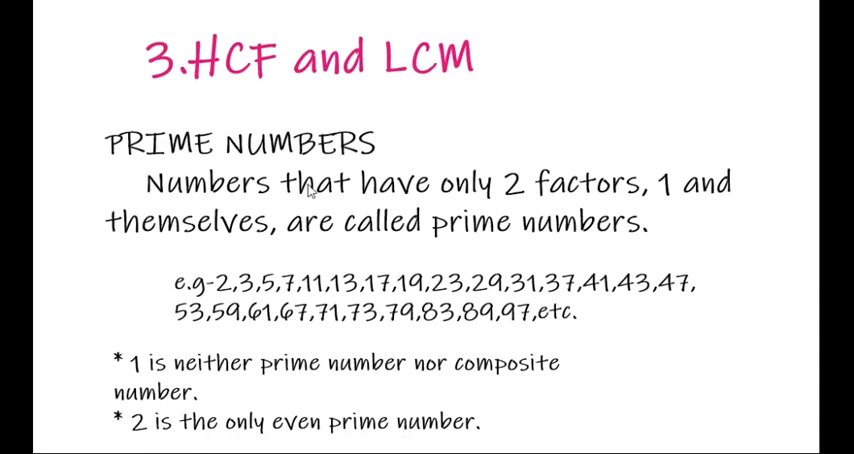 3.HCF and LCM
PRIME NUMBERS
Numbers that have only 2 factors, 1 and
themselves, are called prime numbers.
e.g-2,3,5,7,11,13,17,19,23,29,31,37,41,43,47,
53,59,61,67,71,73,79,83,89,97,etc.
* 1 is neither prime number nor composite
number.
* 2 is the only even prime number.